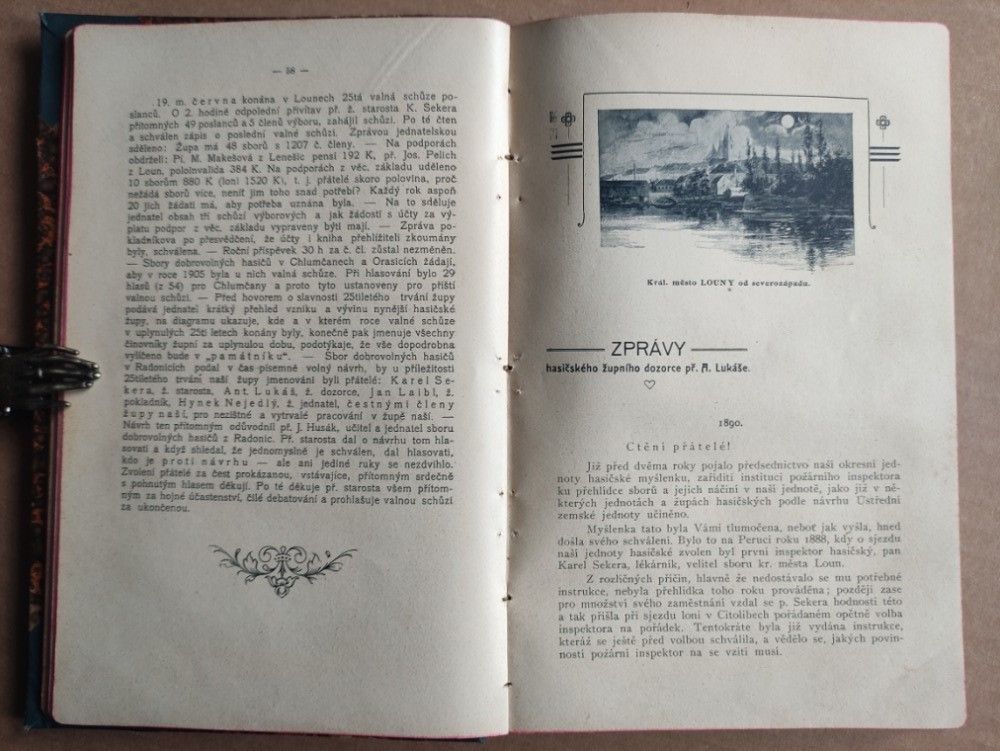 — 58 —
19. m. června konána v Lounech 25tá valná schůze po-
slanců. O 2. hodině odpolední přivítav př. ž. starosta K. Sekera
přítomných 49 poslanců a 5 členů výboru, zahájil schůzi. Po té čten
a schválen zápis o poslední valné schůzi. Zprávou jednatelskou
sděleno: Župa má 48 sborů s 1207 č. členy. — Na podporách
obdrželi: Pí. M. Makešová z Lenešic pensi 192 K, př. Jos. Pelich
z Loun, poloinvalida 384 K. Na podporách z věc. základu uděleno
10 sborům 880 K (loni 1520 K), t. j. přátelé skoro polovina, proč
nežádá sborů více, není jim toho snad potřebí? Každý rok aspoň
20 jich žádati má, aby potřeba uznána byla. — Na to sděluje
jednatel obsah tří schůzí výborových a jak žádosti s účty za vý-
platu podpor z věc. základu vypraveny býti mají. — Zpráva po-
kladníkova po přesvědčení, že účty i kniha přehlížiteli zkoumány
byly, schválena. — Roční příspěvek 30 h za č. čl. zůstal nezměněn.
— Sbory dobrovolných hasičů v Chlumčanech a Orasicích žádají,
aby v roce 1905 byla u nich valná schůze. Při hlasování bylo 29
hlasů (z 54) pro Chlumčany a proto tyto ustanoveny pro příští
valnou schůzi. — Před hovorem o slavnosti 25tiletého trvání župy
podává jednatel krátký přehled vzniku a vývinu nynější hasičské
župy, na diagramu ukazuje, kde a v kterém roce valné schůze
v uplynulých 25ti letech konány byly, konečně pak jmenuje všechny
činovníky župní za uplynulou dobu, podotýkaje, že vše dopodrobna
vylíčeno bude v „památníku“. — Sbor dobrovolných hasičů
v Radonicích podal v čas písemně volný návrh, by u příležitosti
25tiletého trvání naší župy jmenováni byli přátelé: Karel Se-
kera, ž. starosta, Ant. Lukáš, ž. dozorce, Jan Laibl, ž.
pokladník, Hynek Nejedlý, ž. jednatel, čestnými členy
župy naší, pro nezištné a vytrvalé pracování v župě naší. —
Návrh ten přítomným odůvodnil př. J. Husák, učitel a jednatel sboru
dobrovolných hasičů z Radonic. Př. starosta dal o návrhu tom hla-
sovati a když shledal, že jednomyslně je schválen, dal hlasovati,
kdo je proti návrhu — ale ani jediné ruky se nezdvihlo.
Zvolení přátelé za čest prokázanou, vstávajíce, přítomným srdečně
s pohnutým hlasem děkují. Po té děkuje př. starosta všem přítom-
ným za hojné účastenství, čilé debatování a prohlašuje valnou schůzi
za ukončenou.
Král. město LOUNY od severozápadu.
ZPRÁVY
hasičského župního dozorce př. A. Lukáše.
1890.
Ctění přátelé!
Již před dvěma roky pojalo předsednictvo naší okresní jed-
noty hasičské myšlenku, zaříditi instituci požárního inspektora
ku přehlídce sborů a jejich náčiní v naší jednotě, jako již v ně-
kterých jednotách a župách hasičských podle návrhu Ústřední
zemské jednoty učiněno.
Myšlenka tato byla Vámi tlumočena, neboť jak vyšla, hned
došla svého schválení. Bylo to na Peruci roku 1888, kdy o sjezdu
naší jednoty hasičské zvolen byl první inspektor hasičský, pan
Karel Sekera, lékárník, velitel sboru kr. města Loun.
Z rozličných příčin, hlavně že nedostávalo se mu potřebné
instrukce, nebyla přehlídka toho roku prováděna; později zase
pro množství svého zaměstnání vzdal se p. Sekera hodnosti této
a tak přišla při sjezdu loni v Citolibech pořádaném opětně volba
inspektora na pořádek. Tentokráte byla již vydána instrukce,
kteráž se ještě před volbou schválila, a vědělo se, jakých povin-
ností požární inspektor na se vzíti musí.